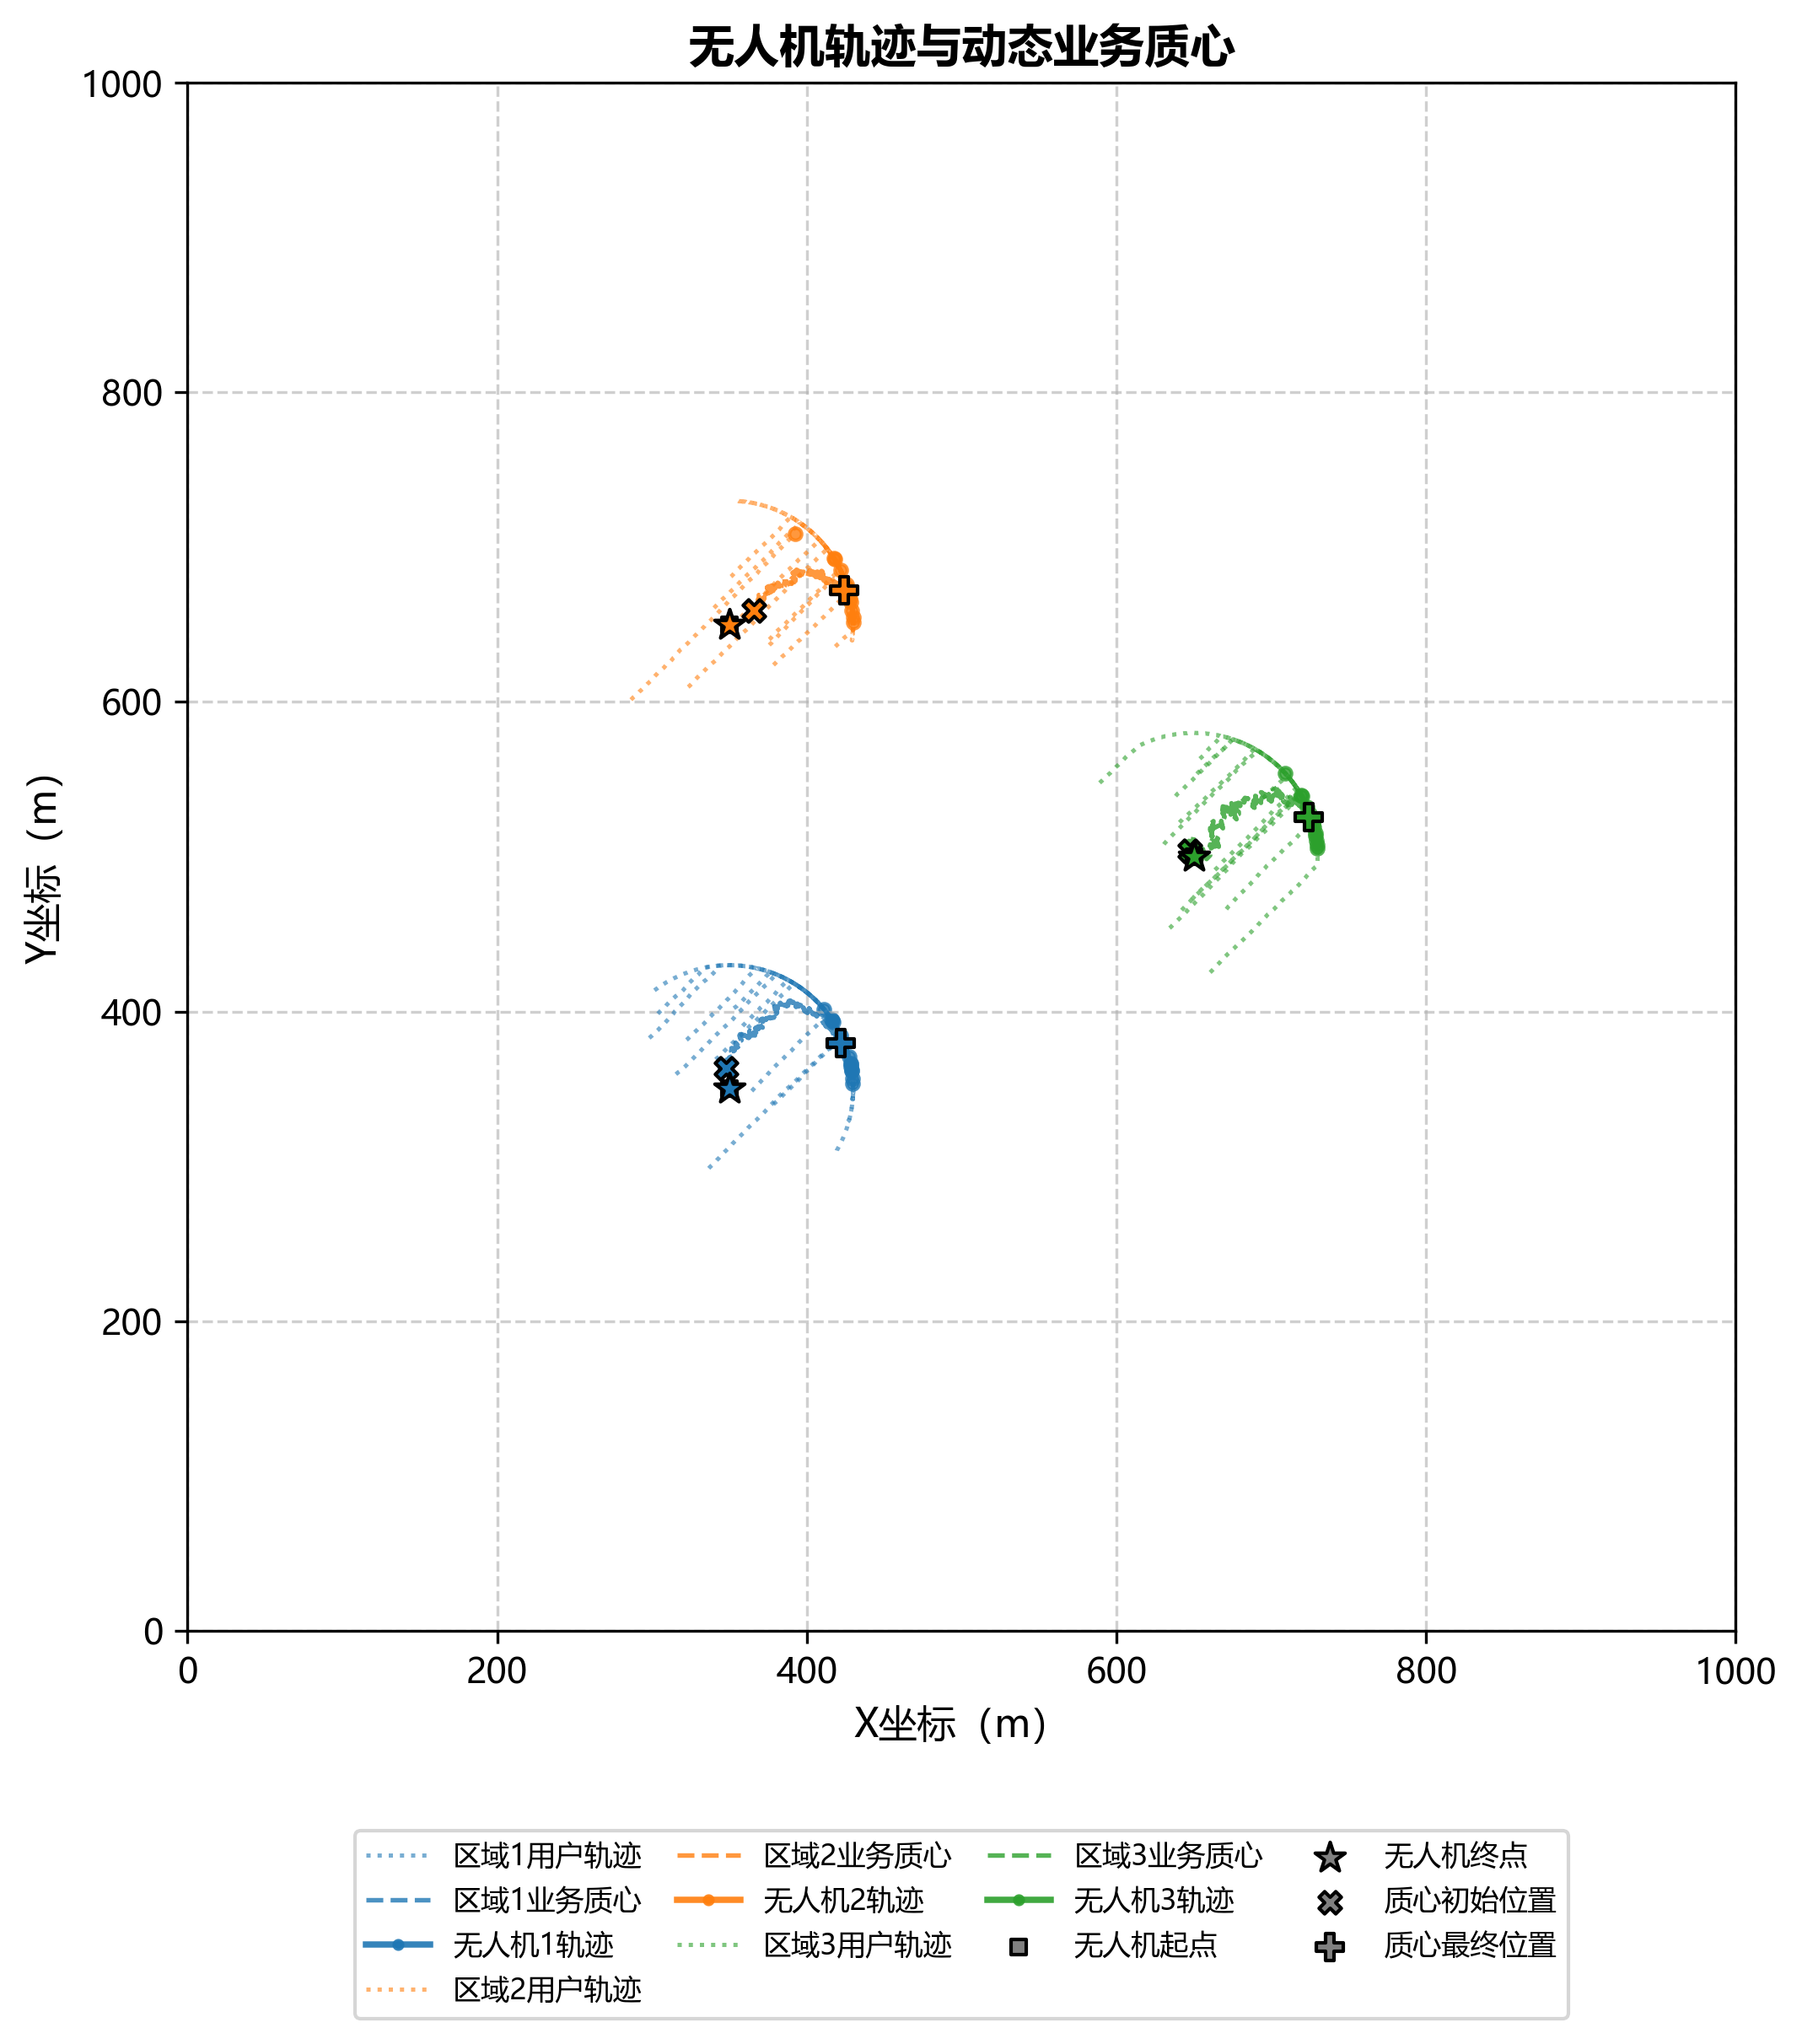 无人机轨迹与动态业务质心
1000
800
600
400
200
0
Y坐标（m）
0 200 400 600 800 1000
X坐标（m）
区域1用户轨迹 区域2业务质心 区域3业务质心 无人机终点
区域1业务质心 无人机2轨迹 无人机3轨迹 质心初始位置
无人机1轨迹 区域3用户轨迹 无人机起点 质心最终位置
区域2用户轨迹